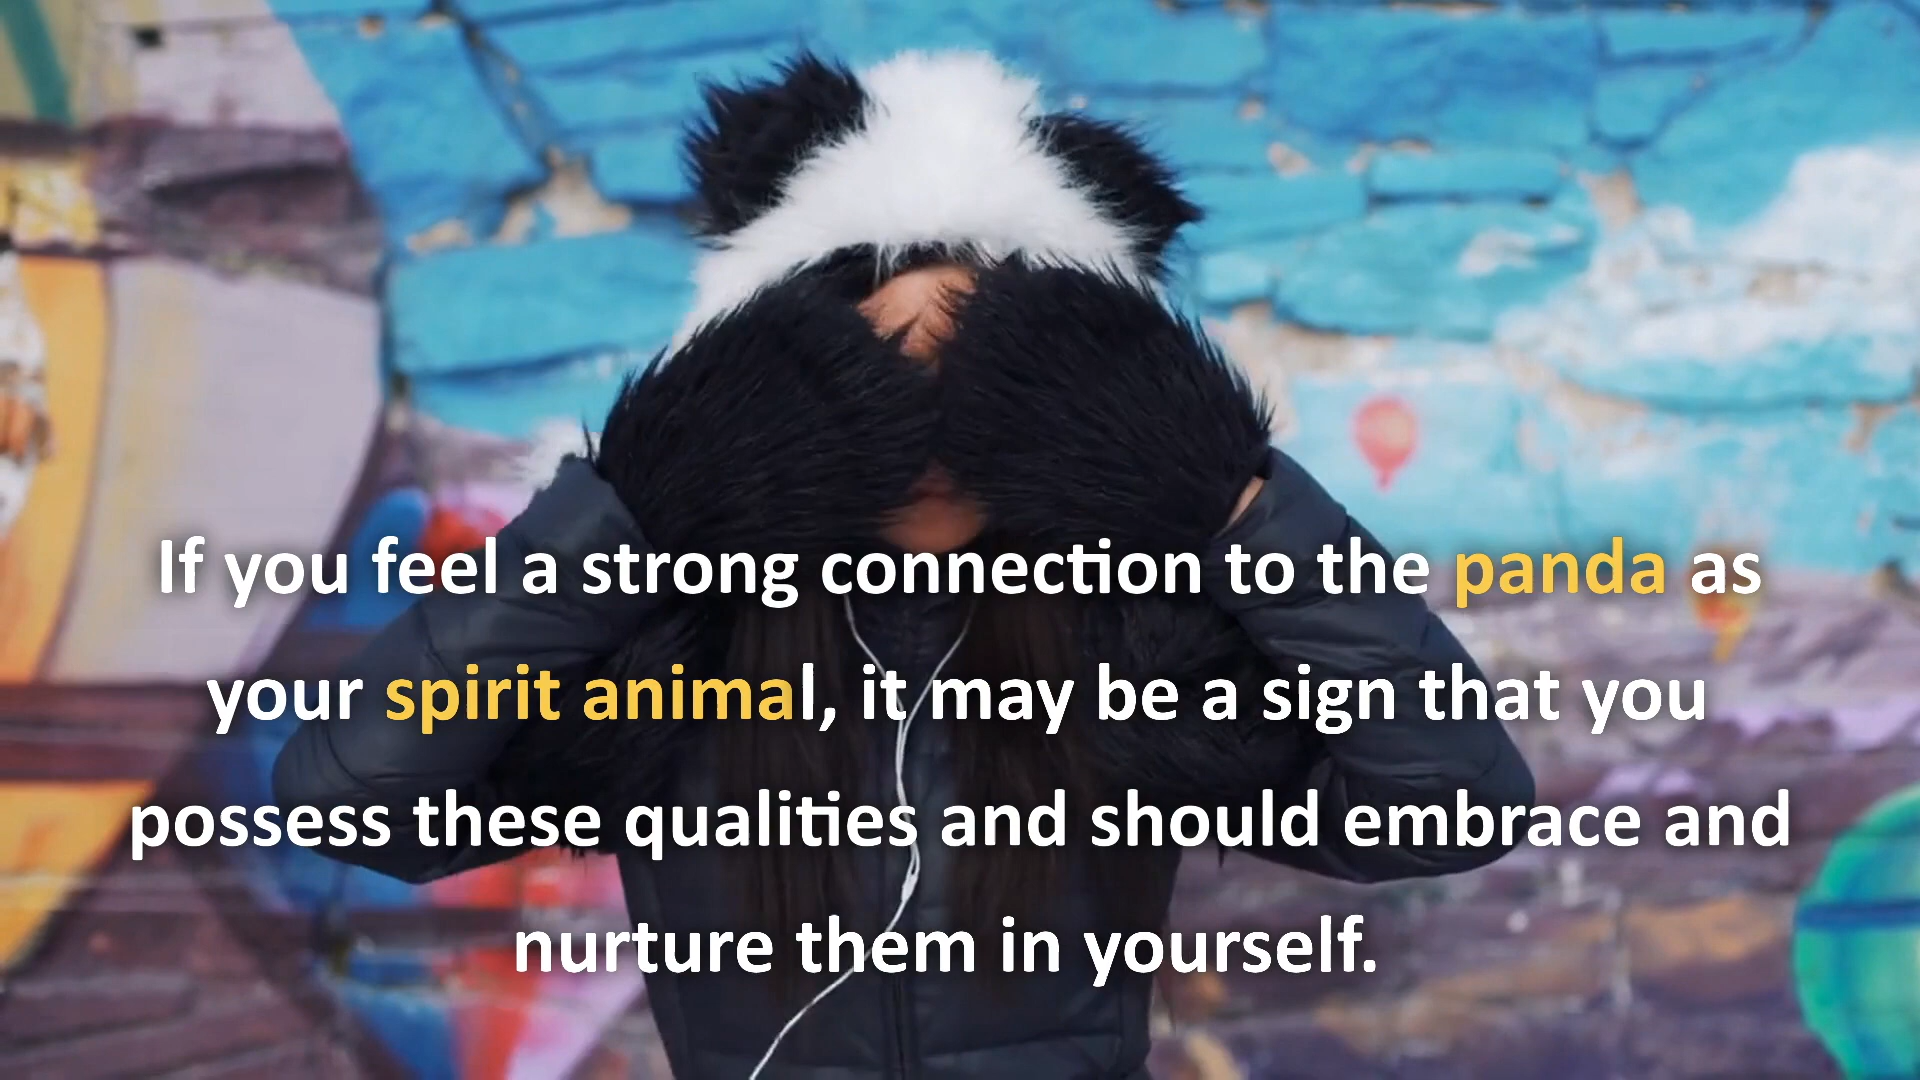 If you feel a strong connection to the panda as
your spirit animal, it may be a sign that you
possess these qualities and should embrace and
nurture them in yourself.